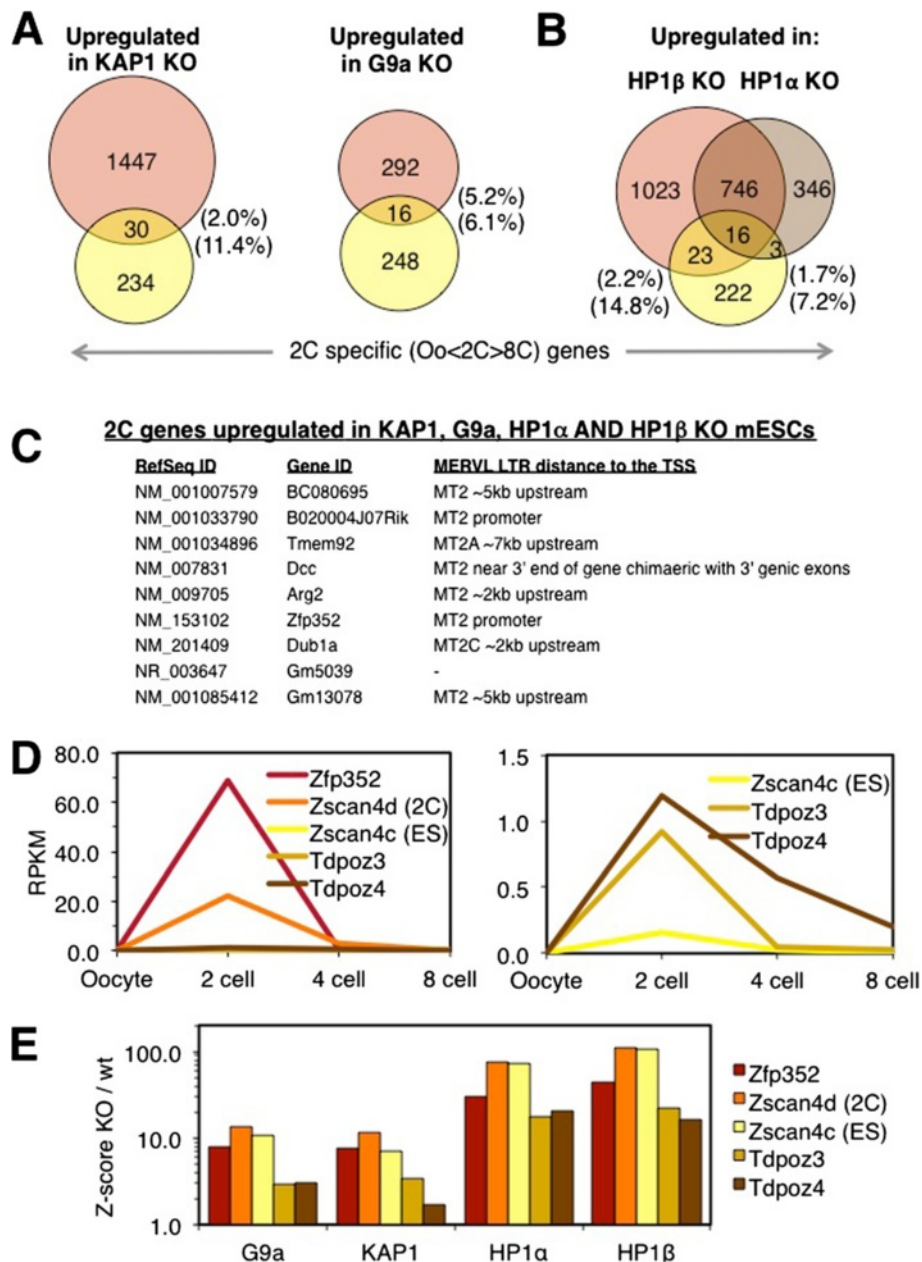 A
Upregulated
in KAP1 KO
1447
30
(2.0%)
(11.4%)
234
Upregulated
in G9a KO
292
16
(5.2%)
(6.1%)
248
B
Upregulated in:
HP1β KO HP1α KO
1023
746
346
16
23
3
222
(2.2%)
(14.8%)
(1.7%)
(7.2%)
2C specific (Oo<2C>8C) genes
C
2C genes upregulated in KAP1, G9a, HP1α AND HP1β KO mESCs
RefSeq ID Gene ID MERVL LTR distance to the TSS
NM_001007579 BC080695 MT2 ~5kb upstream
NM_001033790 B020004J07Rik MT2 promoter
NM_001034896 Tmem92 MT2A ~7kb upstream
NM_007831 Dcc MT2 near 3' end of gene chimaeric with 3' genic exons
NM_009705 Arg2 MT2 ~2kb upstream
NM_153102 Zfp352 MT2 promoter
NM_201409 Dub1a MT2C ~2kb upstream
NR_003647 Gm5039 -
NM_001085412 Gm13078 MT2 ~5kb upstream
D
RPKM
80.0
60.0
40.0
20.0
0.0
Oocyte 2 cell 4 cell 8 cell
Zfp352
Zscan4d (2C)
Zscan4c (ES)
Tdpoz3
Tdpoz4
1.5
1.0
0.5
0.0
Oocyte 2 cell 4 cell 8 cell
Zscan4c (ES)
Tdpoz3
Tdpoz4
E
Z-score KO / wt
100.0
10.0
1.0
G9a KAP1 HP1α HP1β
Zfp352
Zscan4d (2C)
Zscan4c (ES)
Tdpoz3
Tdpoz4